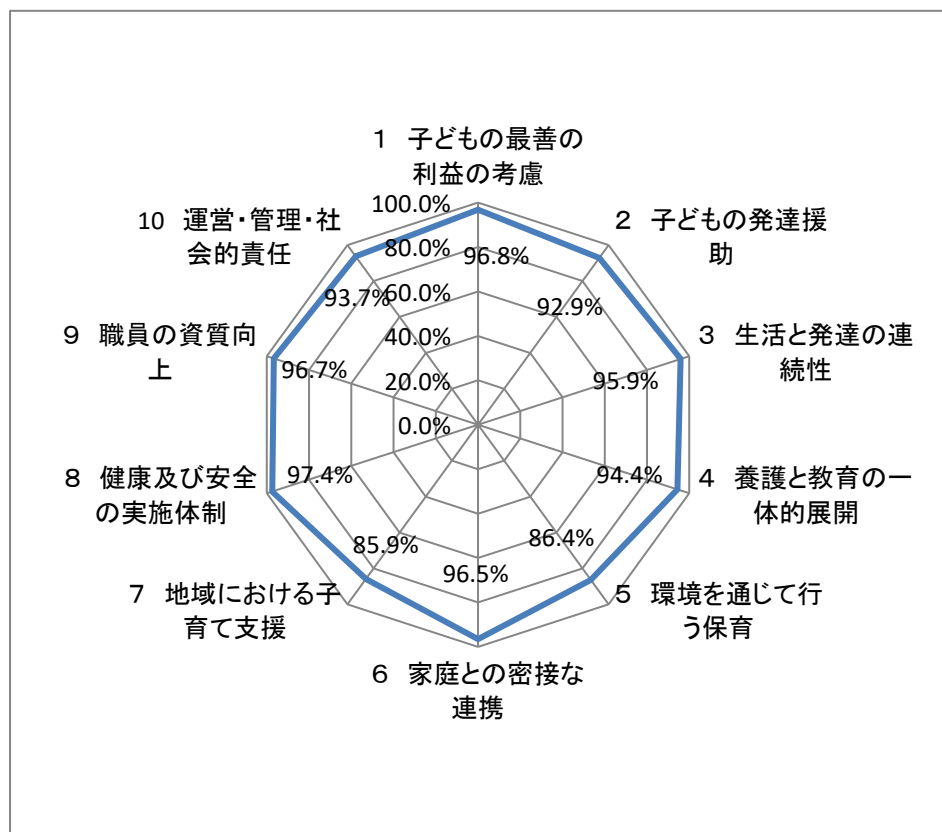 1 子どもの最善の
利益の考慮
2 子どもの発達援
助
3 生活と発達の連
続性
4 養護と教育の一
体的展開
5 環境を通じて行
う保育
6 家庭との密接な
連携
7 地域における子
育て支援
8 健康及び安全
の実施体制
9 職員の資質向
上
10 運営・管理・社
会的責任
100.0%
80.0%
60.0%
40.0%
20.0%
0.0%
96.8%
92.9%
95.9%
94.4%
86.4%
96.5%
85.9%
97.4%
96.7%
93.7%